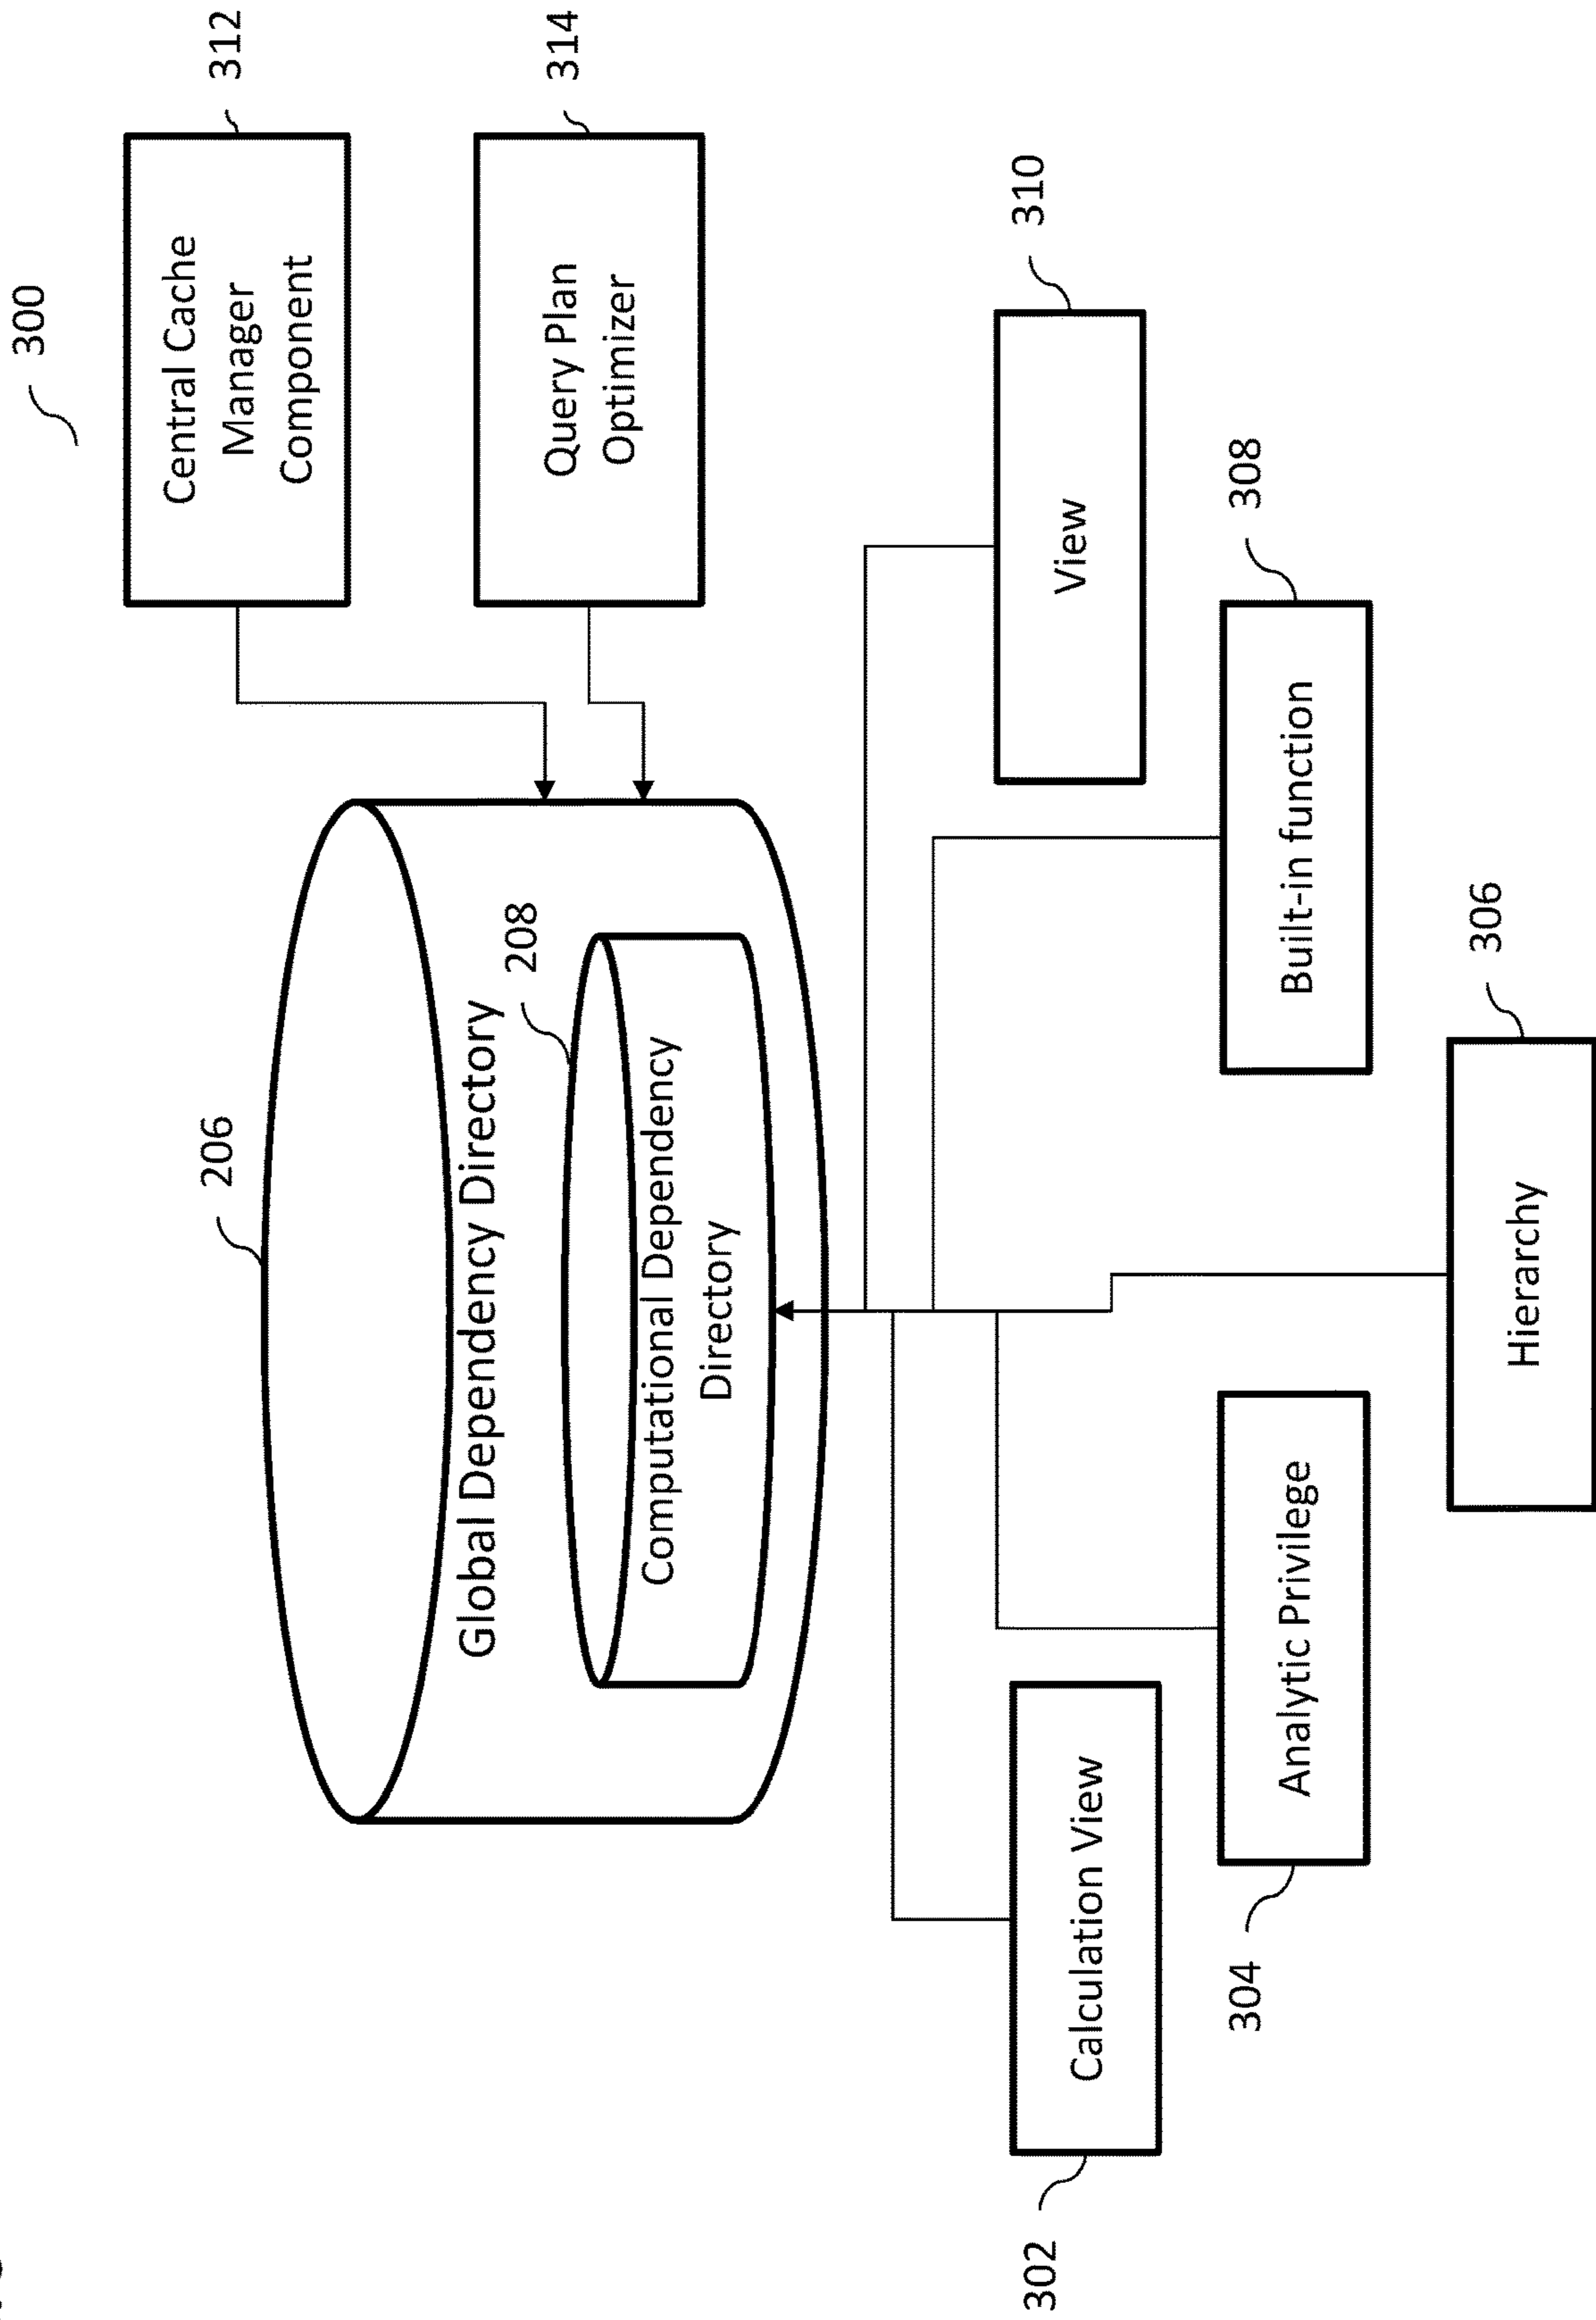 300
206
Global Dependency Directory
208
Computational Dependency
Directory
312
Central Cache
Manager
Component
314
Query Plan
Optimizer
302
Calculation View
304
Analytic Privilege
306
Hierarchy
308
Built-in function
310
View